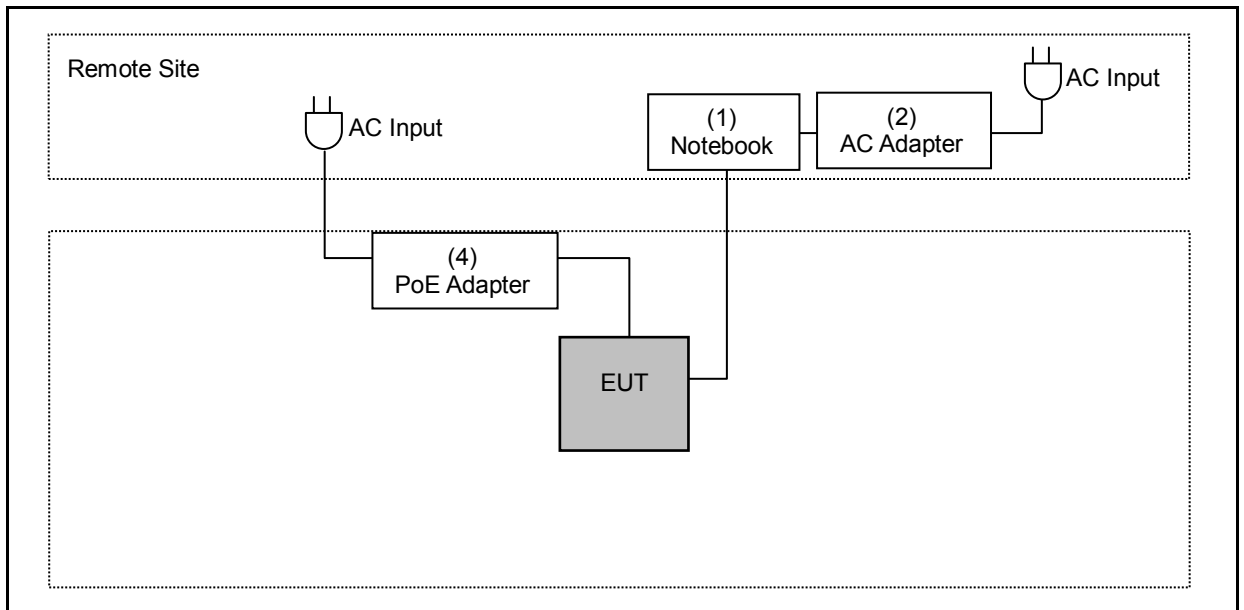 Remote Site
AC Input
AC Input
(1)
Notebook
(2)
AC Adapter
(4)
PoE Adapter
EUT